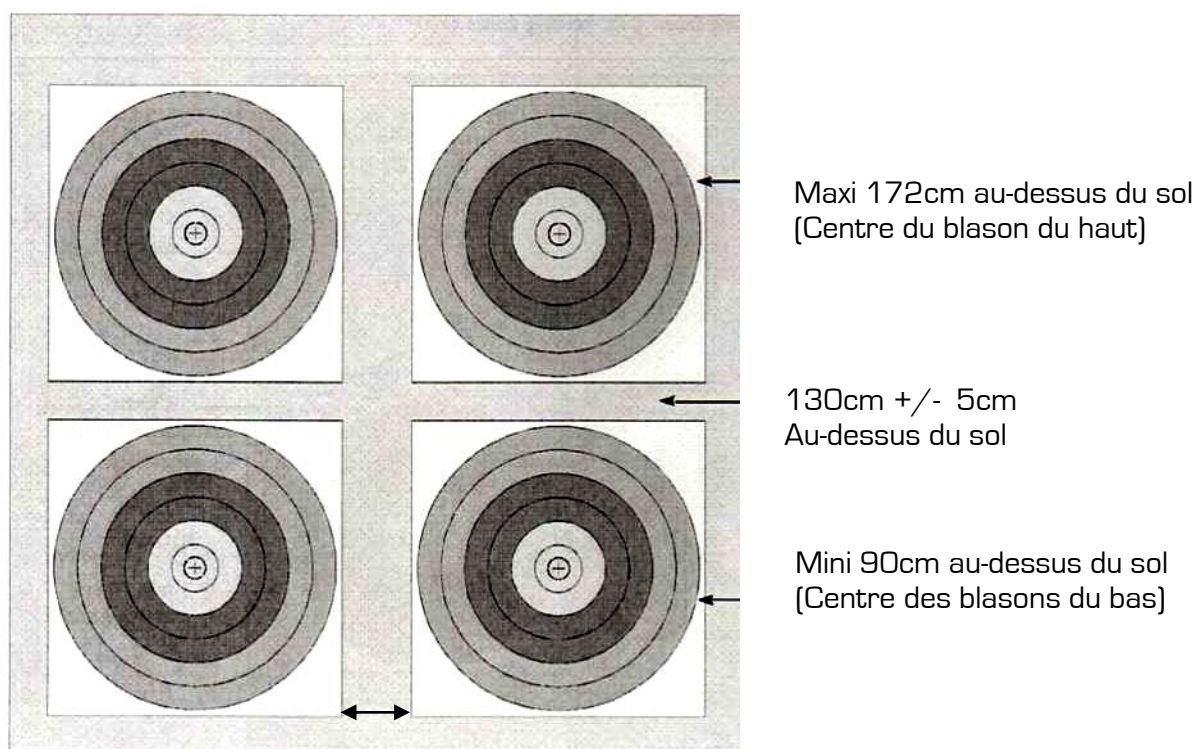 Maxi 172cm au-dessus du sol
(Centre du blason du haut)
130cm +/- 5cm
Au-dessus du sol
Mini 90cm au-dessus du sol
(Centre des blasons du bas)